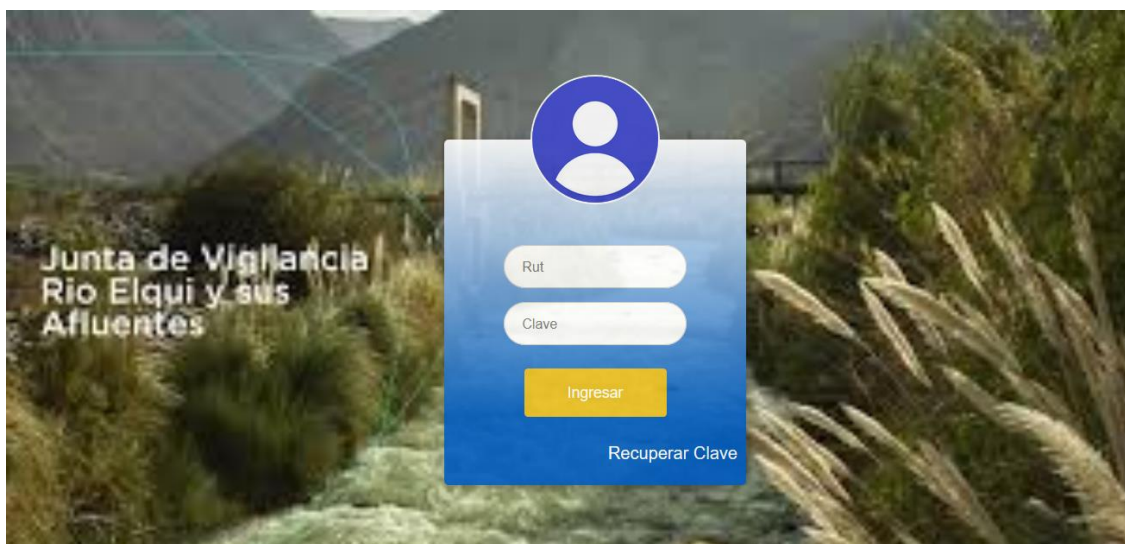 Junta de Vigilancia
Rio Elqui y sus
Afluentes
Rut
Clave
Ingresar
Recuperar Clave